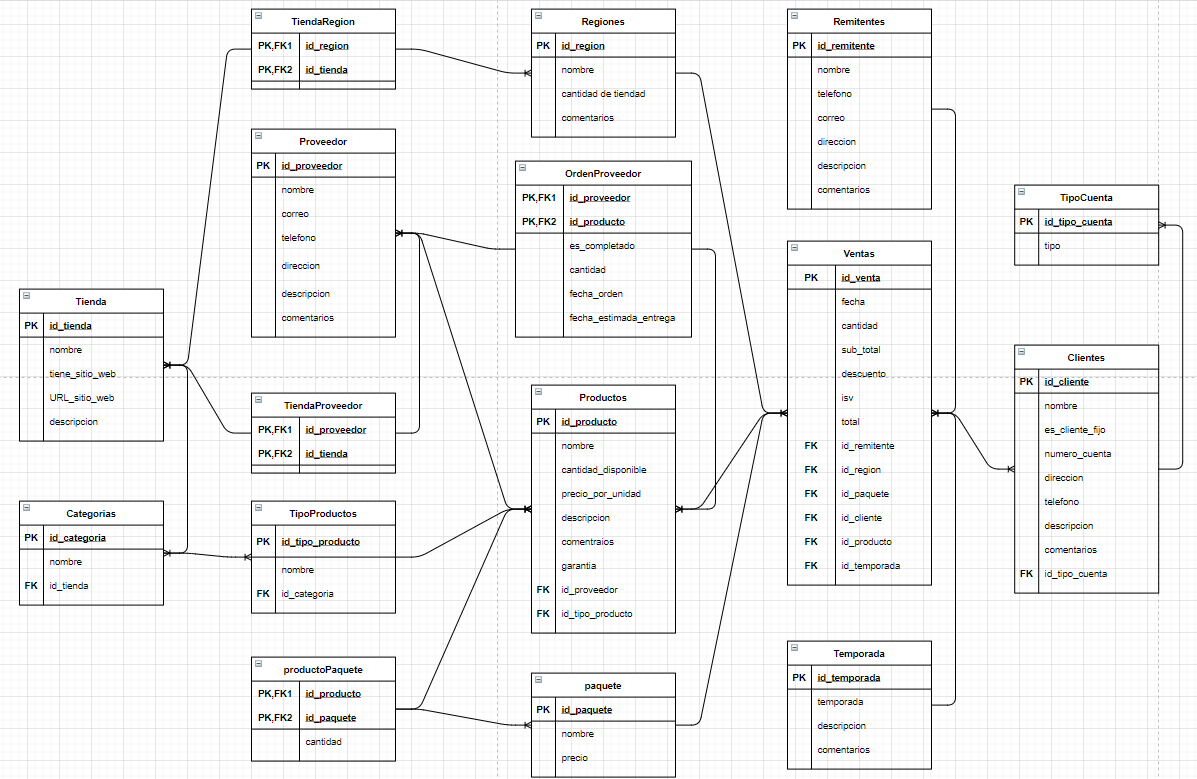 TiendaRegion
PK,FK1 id_region
PK,FK2 id_tienda
Regiones
PK id_region
nombre
cantidad de tiendad
comentarios
Remitentes
PK id_remitente
nombre
telefono
correo
direccion
descripcion
comentarios
Proveedor
PK id_proveedor
nombre
correo
telefono
direccion
descripcion
comentarios
OrdenProveedor
PK,FK1 id_proveedor
PK,FK2 id_producto
es_completado
cantidad
fecha_orden
fecha_estimada_entrega
TipoCuenta
PK id_tipo_cuenta
tipo
Ventas
PK id_venta
fecha
cantidad
sub_total
descuento
isv
total
FK id_remitente
FK id_region
FK id_paquete
FK id_cliente
FK id_producto
FK id_temporada
Tienda
PK id_tienda
nombre
tiene_sitio_web
URL_sitio_web
descripcion
TiendaProveedor
PK,FK1 id_proveedor
PK,FK2 id_tienda
Productos
PK id_producto
nombre
cantidad_disponible
precio_por_unidad
descripcion
comentraios
garantia
FK id_proveedor
FK id_tipo_producto
Clientes
PK id_cliente
nombre
es_cliente_fijo
numero_cuenta
direccion
telefono
descripcion
comentarios
FK id_tipo_cuenta
Categorias
PK id_categoria
nombre
FK id_tienda
TipoProductos
PK id_tipo_producto
nombre
FK id_categoria
productoPaquete
PK,FK1 id_producto
PK,FK2 id_paquete
cantidad
paquete
PK id_paquete
nombre
precio
Temporada
PK id_temporada
temporada
descripcion
comentarios